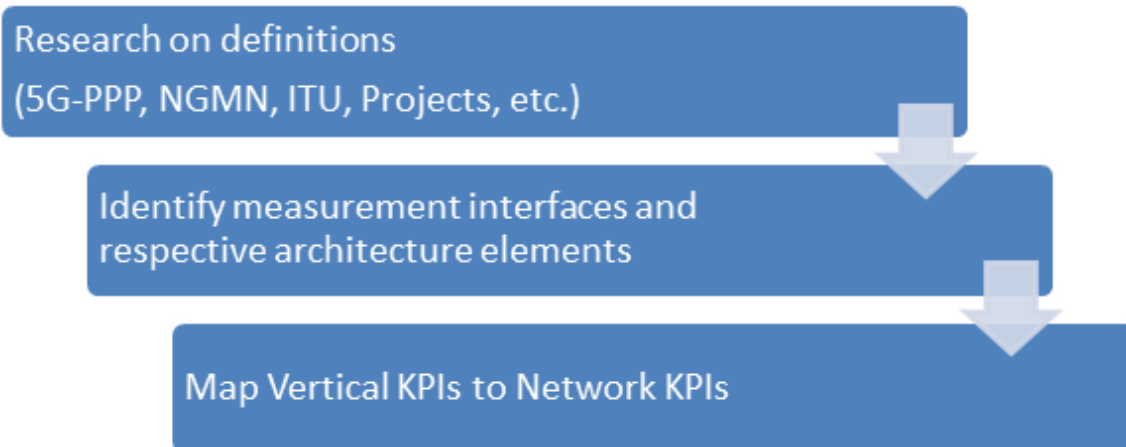 Research on definitions
(5G-PPP, NGMN, ITU, Projects, etc.)
Identify measurement interfaces and
respective architecture elements
Map Vertical KPIs to Network KPIs